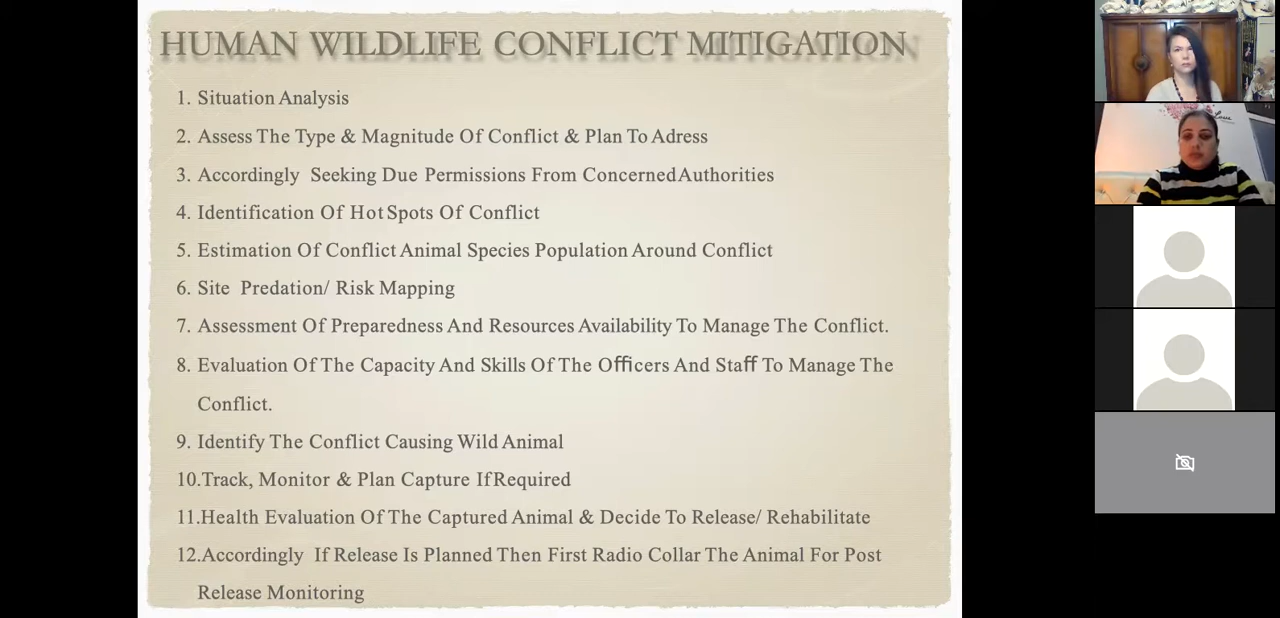 HUMAN WILDLIFE CONFLICT MITIGATION
1. Situation Analysis
2. Assess The Type & Magnitude Of Conflict & Plan To Adress
3. Accordingly Seeking Due Permissions From Concerned Authorities
4. Identification Of Hot Spots Of Conflict
5. Estimation Of Conflict Animal Species Population Around Conflict
6. Site Predation/ Risk Mapping
7. Assessment Of Preparedness And Resources Availability To Manage The Conflict.
8. Evaluation Of The Capacity And Skills Of The Officers And Staff To Manage The
Conflict.
9. Identify The Conflict Causing Wild Animal
10.Track, Monitor & Plan Capture If Required
11.Health Evaluation Of The Captured Animal & Decide To Release/ Rehabilitate
12.Accordingly If Release Is Planned Then First Radio Collar The Animal For Post
Release Monitoring